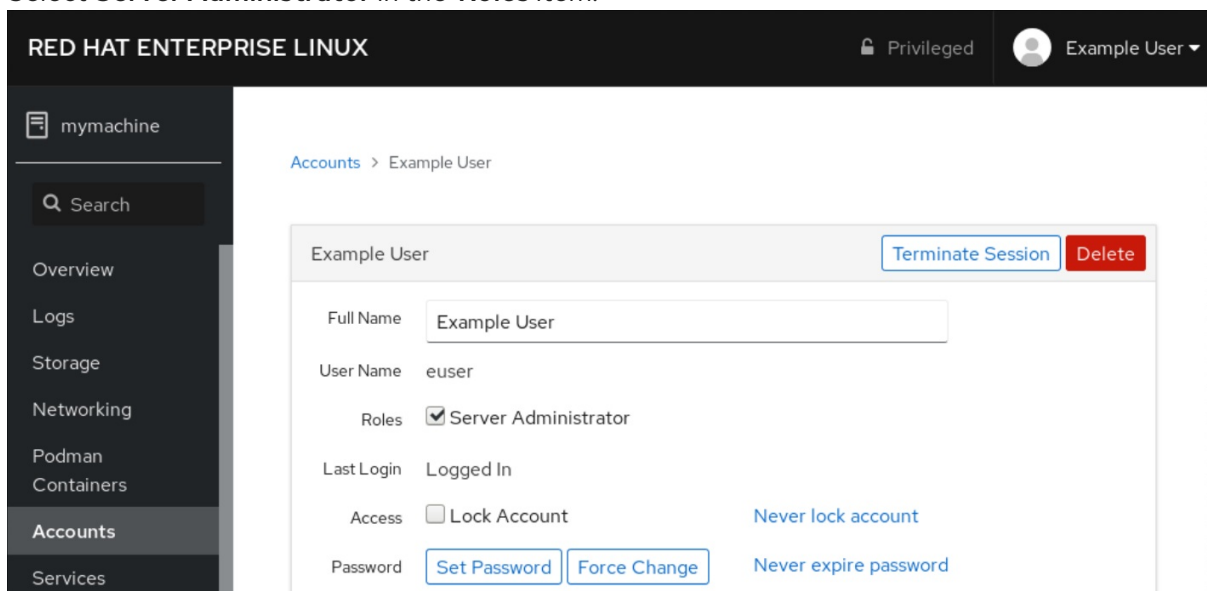 RED HAT ENTERPRISE LINUX Privileged Example User
mymachine
Accounts > Example User
Search
Example User Terminate Session Delete
Overview
Logs
Full Name Example User
Storage
User Name euser
Networking
Roles Server Administrator
Podman
Containers
Last Login Logged In
Accounts
Access Lock Account Never lock account
Services
Password Set Password Force Change Never expire password